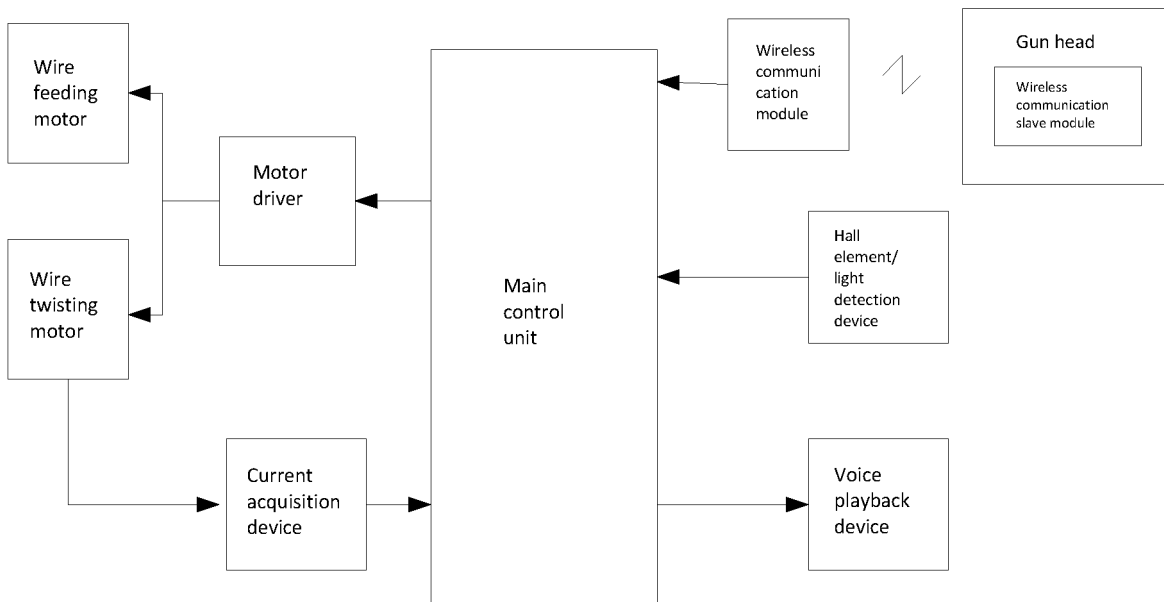 Wire
feeding
motor
Motor
driver
Wire
twisting
motor
Current
acquisition
device
Main
control
unit
Wireless
communi
cation
module
Gun head
Wireless
communication
slave module
Hall
element/
light
detection
device
Voice
playback
device